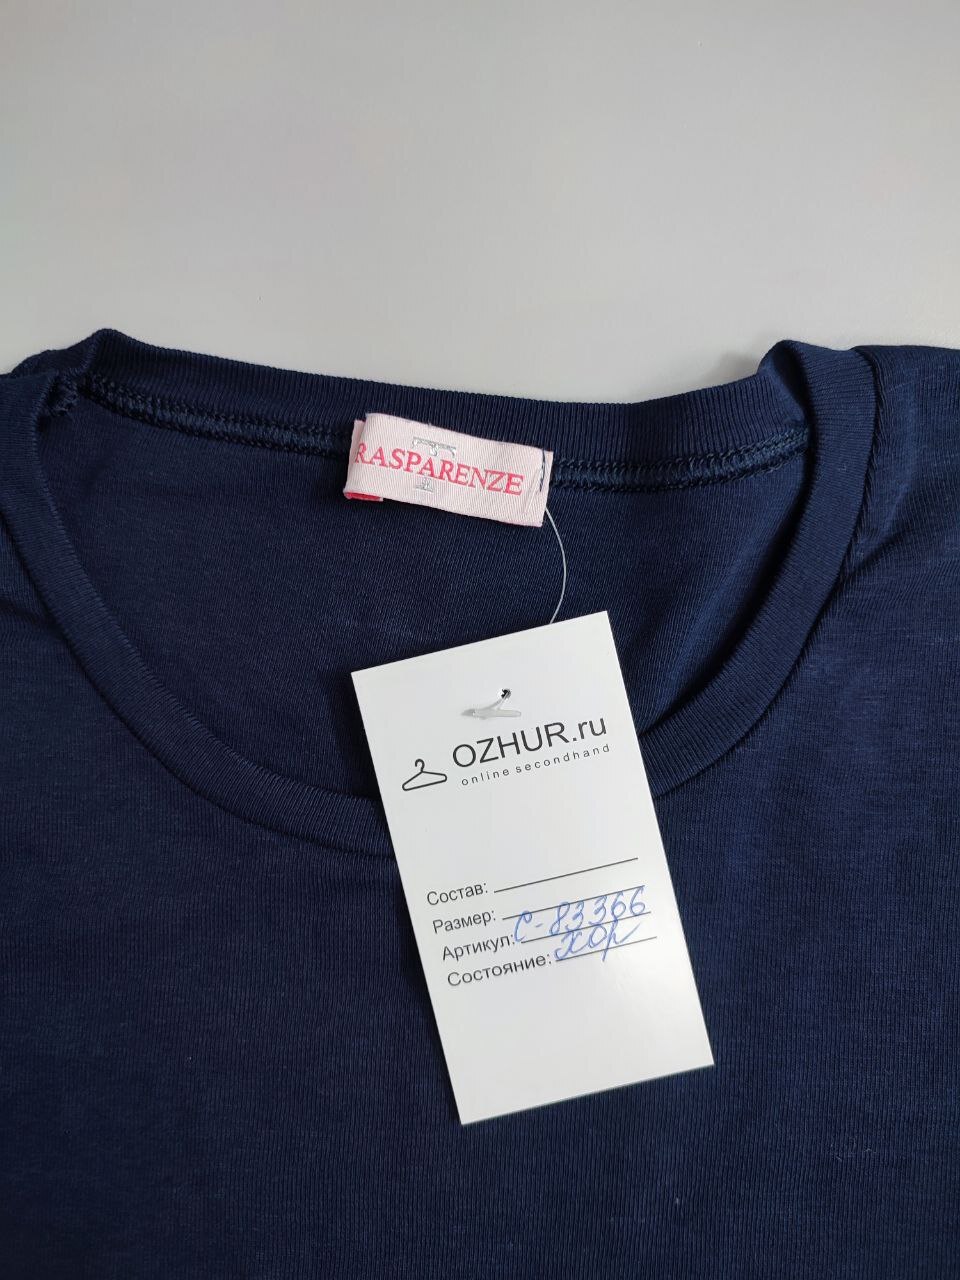 RASPARENZE
OZHUR.ru
online secondhand
Состав:
Размер:
Артикул: С-83366
Состояние: хор